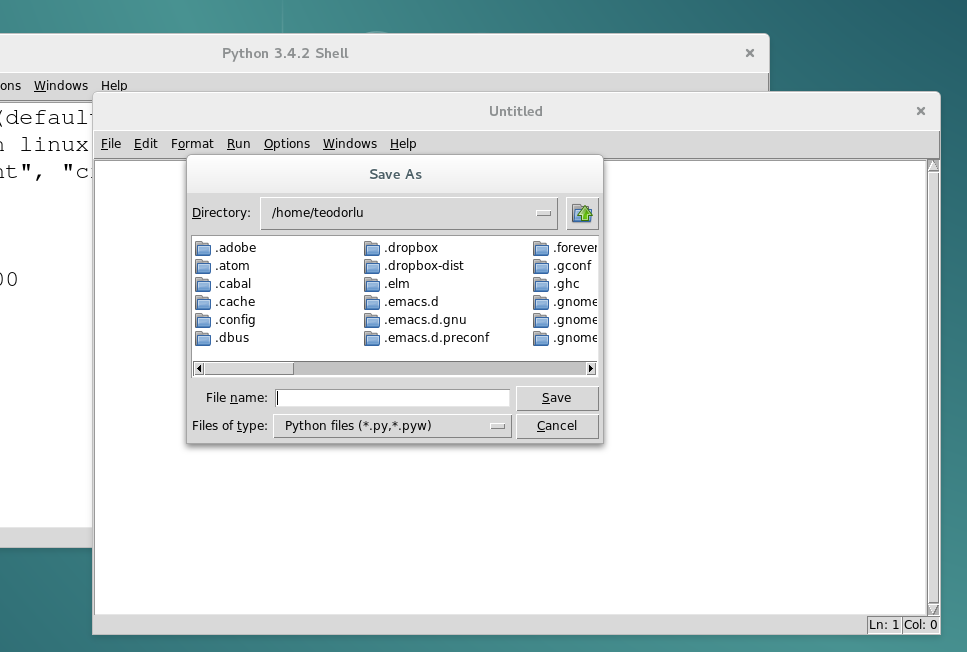 Python 3.4.2 Shell
ons Windows Help
(defaul
n linux
nt", "c
00
Untitled
File Edit Format Run Options Windows Help
Save As
Directory: /home/teodorlu
.adobe .dropbox .forever
.atom .dropbox-dist .gconf
.cabal .elm .ghc
.cache .emacs.d .gnome
.config .emacs.d.gnu .gnome
.dbus .emacs.d.preconf .gnome
File name: Save
Files of type: Python files (*.py,*.pyw) Cancel
Ln: 1 Col: 0